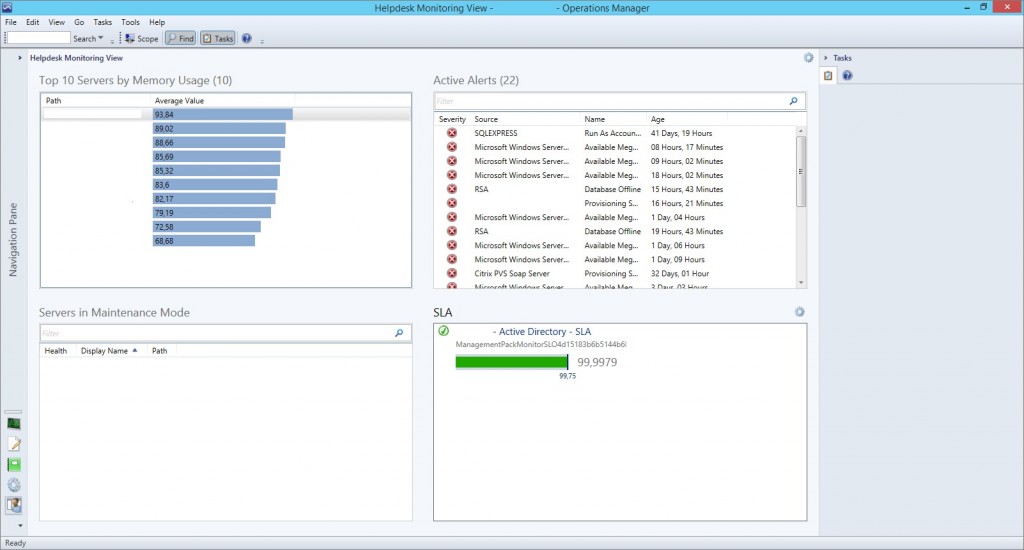 Helpdesk Monitoring View - - Operations Manager
File Edit View Go Tasks Tools Help
Search Scope Find Tasks
Helpdesk Monitoring View
Tasks
Navigation Pane
Top 10 Servers by Memory Usage (10)
Path Average Value
93,84
89,02
88,66
85,69
85,32
83,6
82,17
79,19
72,58
68,68
Active Alerts (22)
Filter
Severity Source Name Age
SQLEXPRESS Run As Accoun... 41 Days, 19 Hours
Microsoft Windows Server... Available Meg... 08 Hours, 17 Minutes
Microsoft Windows Server... Available Meg... 09 Hours, 02 Minutes
Microsoft Windows Server... Available Meg... 18 Hours, 02 Minutes
RSA Database Offline 15 Hours, 43 Minutes
Provisioning S... 16 Hours, 21 Minutes
Microsoft Windows Server... Available Meg... 1 Day, 04 Hours
RSA Database Offline 19 Hours, 43 Minutes
Microsoft Windows Server... Available Meg... 1 Day, 06 Hours
Microsoft Windows Server... Available Meg... 1 Day, 09 Hours
Citrix PVS Soap Server Provisioning S... 32 Days, 01 Hour
Microsoft Windows Server... Available Meg... 3 Days, 03 Hours
Servers in Maintenance Mode
Filter
Health Display Name Path
SLA
- Active Directory - SLA
ManagementPackMonitorSLO4d15183b6b5144b6
99,9979
99,75
Ready